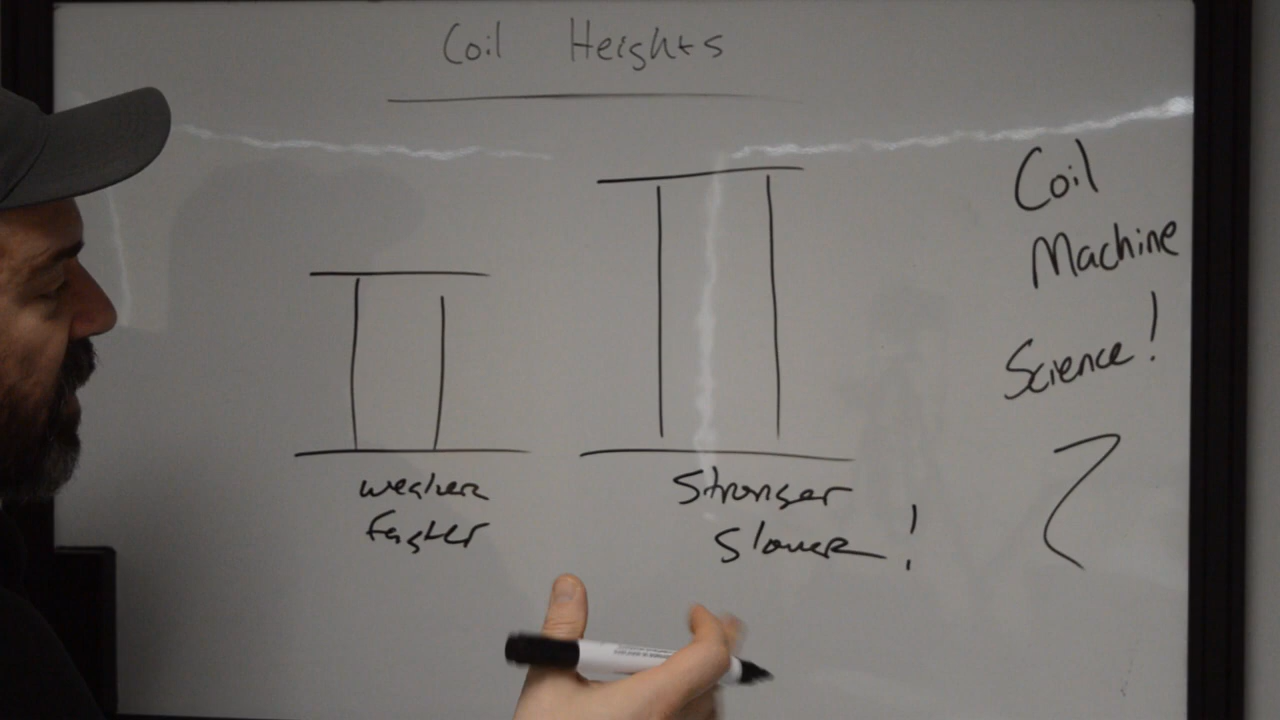 Coil Heights
weaker
faster
Stronger
Slower!
Coil
Machine
Science!